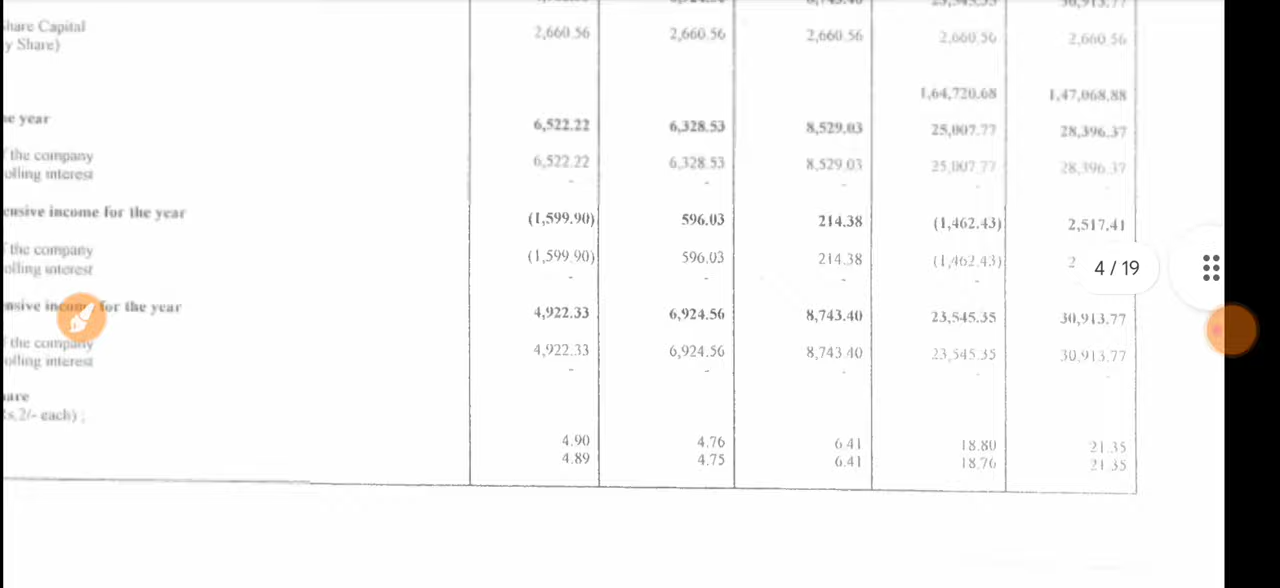 hare Capital 2,660.56 2,660.56 2,660.56 2,660.56 2,660.56
y Share)
1,64,720.68 1,47,068.88
he year 6,522.22 6,328.53 8,529.03 25,007.77 28,396.37
the company 6,522.22 6,328.53 8,529.03 25,007.77 28,396.37
olling interest - - - - -
ensive income for the year (1,599.90) 596.03 214.38 (1,462.43) 2,517.41
the company (1,599.90) 596.03 214.38 (1,462.43) 2
olling interest - - - -
4 / 19
nsive income for the year 4,922.33 6,924.56 8,743.40 23,545.35 30,913.77
the company 4,922.33 6,924.56 8,743.40 23,545.35 30,913.77
olling interest - - - - -
hare
Rs.2/- each) ;
4.90 4.76 6.41 18.80 21.35
4.89 4.75 6.41 18.76 21.35